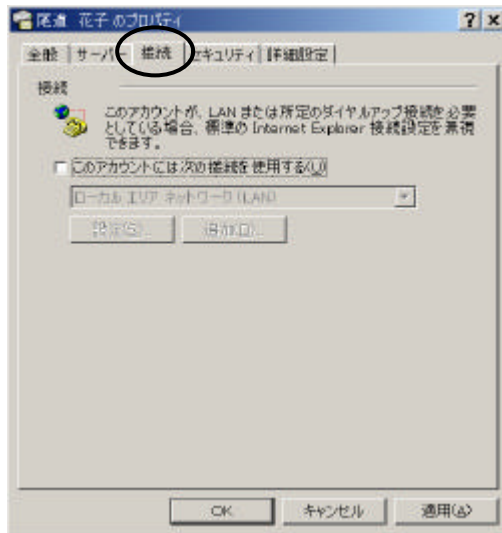 尾道 花子 のプロパティ
? ×
全般 サーバー 接続 セキュリティ 詳細設定
接続
このアカウントが、LAN または所定のダイヤルアップ接続を必要
としている場合、標準の Internet Explorer 接続設定を無視
できます。
このアカウントには次の接続を使用する(U)
ローカル エリア ネットワーク (LAN)
設定(S)... 追加(D)...
OK キャンセル 適用(A)